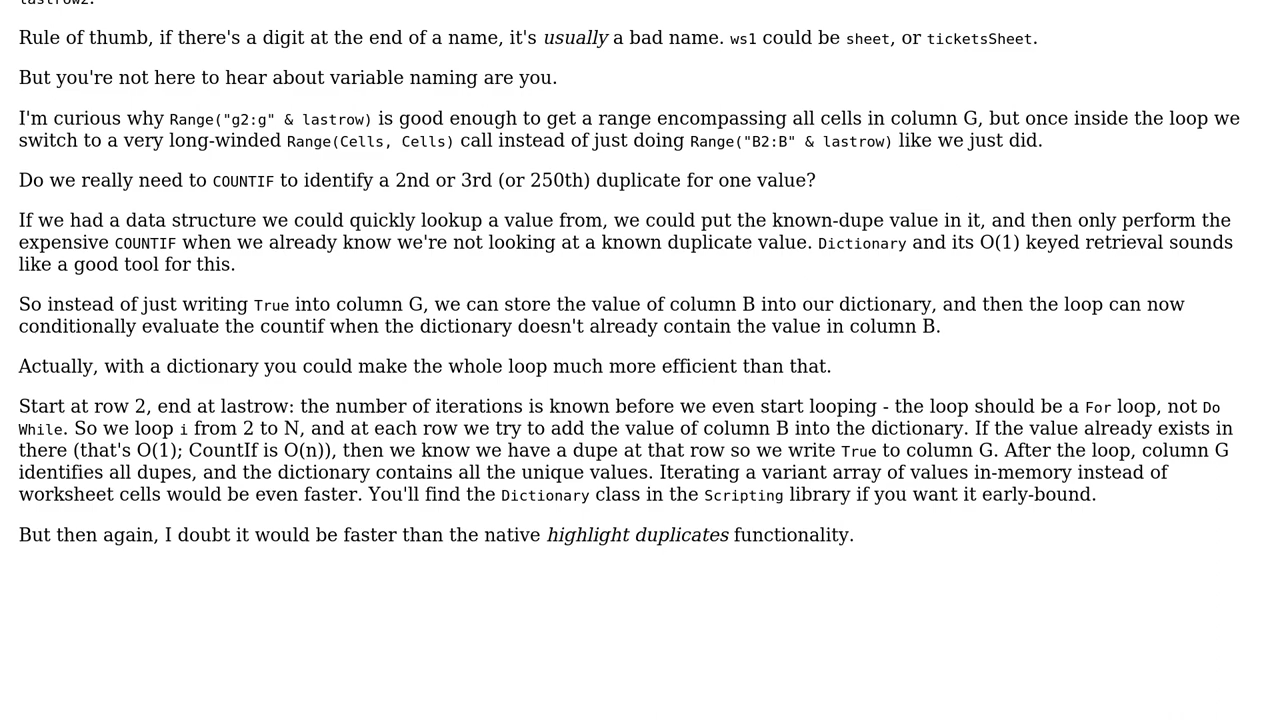 lastrow2.
Rule of thumb, if there's a digit at the end of a name, it's usually a bad name. ws1 could be sheet, or ticketsSheet.
But you're not here to hear about variable naming are you.
I'm curious why Range("g2:g" & lastrow) is good enough to get a range encompassing all cells in column G, but once inside the loop we
switch to a very long-winded Range(Cells, Cells) call instead of just doing Range("B2:B" & lastrow) like we just did.
Do we really need to COUNTIF to identify a 2nd or 3rd (or 250th) duplicate for one value?
If we had a data structure we could quickly lookup a value from, we could put the known-dupe value in it, and then only perform the
expensive COUNTIF when we already know we're not looking at a known duplicate value. Dictionary and its O(1) keyed retrieval sounds
like a good tool for this.
So instead of just writing True into column G, we can store the value of column B into our dictionary, and then the loop can now
conditionally evaluate the countif when the dictionary doesn't already contain the value in column B.
Actually, with a dictionary you could make the whole loop much more efficient than that.
Start at row 2, end at lastrow: the number of iterations is known before we even start looping - the loop should be a For loop, not Do
While. So we loop i from 2 to N, and at each row we try to add the value of column B into the dictionary. If the value already exists in
there (that's O(1); CountIf is O(n)), then we know we have a dupe at that row so we write True to column G. After the loop, column G
identifies all dupes, and the dictionary contains all the unique values. Iterating a variant array of values in-memory instead of
worksheet cells would be even faster. You'll find the Dictionary class in the Scripting library if you want it early-bound.
But then again, I doubt it would be faster than the native highlight duplicates functionality.